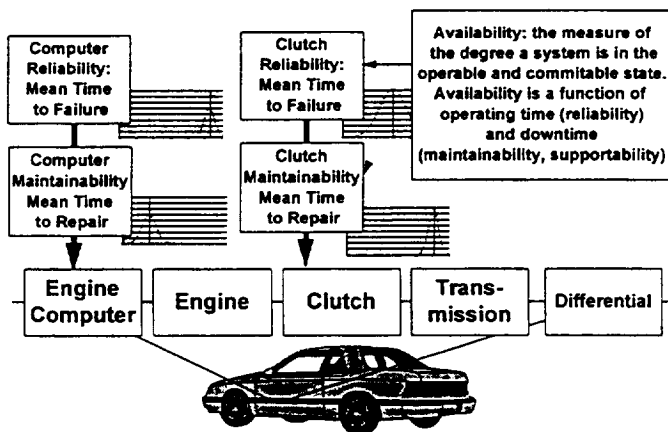 Computer
Reliability:
Mean Time
to Failure
Clutch
Reliability:
Mean Time
to Failure
Availability: the measure of
the degree a system is in the
operable and commitable state.
Availability is a function of
operating time (reliability)
and downtime
(maintainability, supportability)
Computer
Maintainability
Mean Time
to Repair
Clutch
Maintainability
Mean Time
to Repair
Engine
Computer
Engine
Clutch
Trans-
mission
Differential